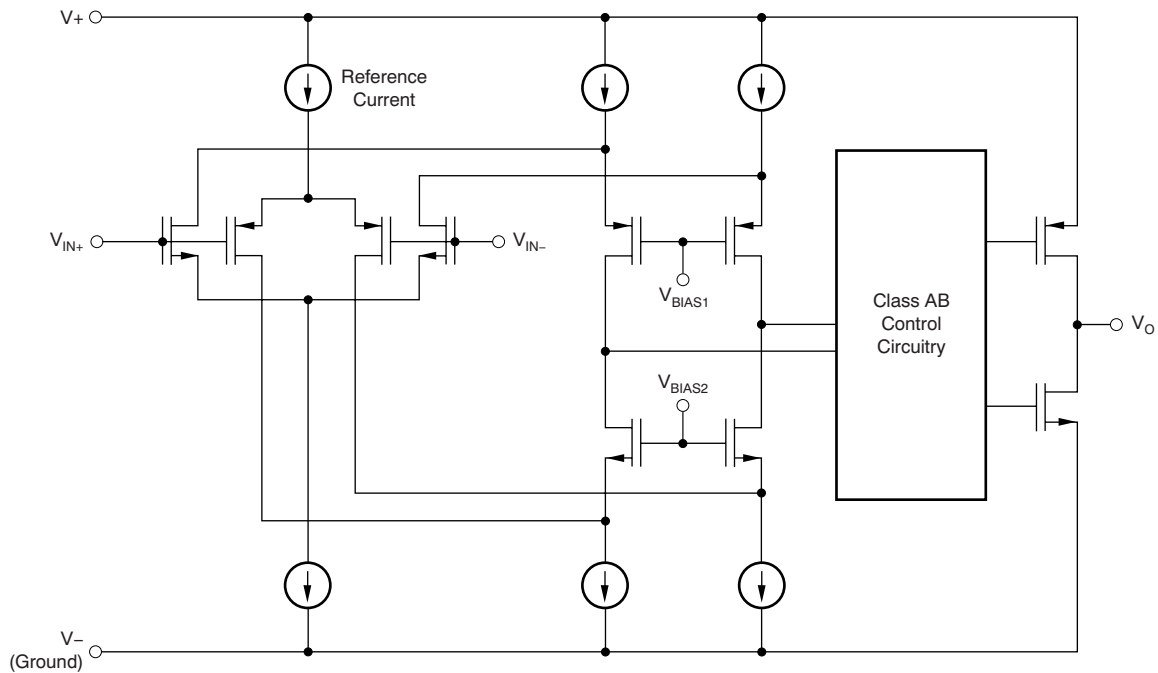 V+
Reference
Current
V_IN+
V_IN−
V_BIAS1
Class AB
Control
Circuitry
V_O
V_BIAS2
V−
(Ground)